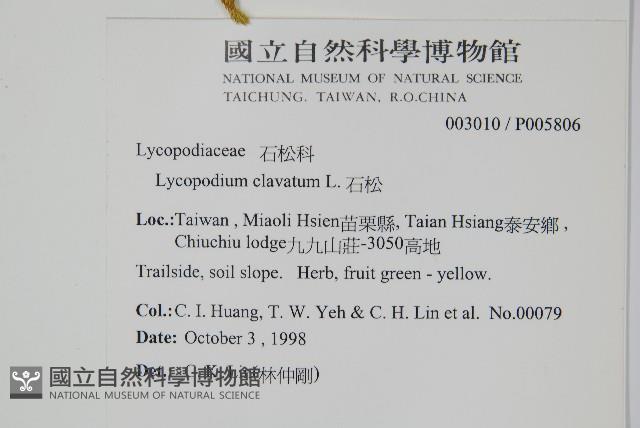 國立自然科學博物館
NATIONAL MUSEUM OF NATURAL SCIENCE
TAICHUNG. TAIWAN, R.O.CHINA
003010 / P005806
Lycopodiaceae 石松科
Lycopodium clavatum L. 石松
Loc.:Taiwan , Miaoli Hsien苗栗縣, Taian Hsiang泰安鄉 ,
Chiuchiu lodge九九山莊-3050高地
Trailside, soil slope. Herb, fruit green - yellow.
Col.: C. I. Huang, T. W. Yeh & C. H. Lin et al. No.00079
Date: October 3 , 1998
Det.: 林仲剛)
國立自然科學博物館
NATIONAL MUSEUM OF NATURAL SCIENCE